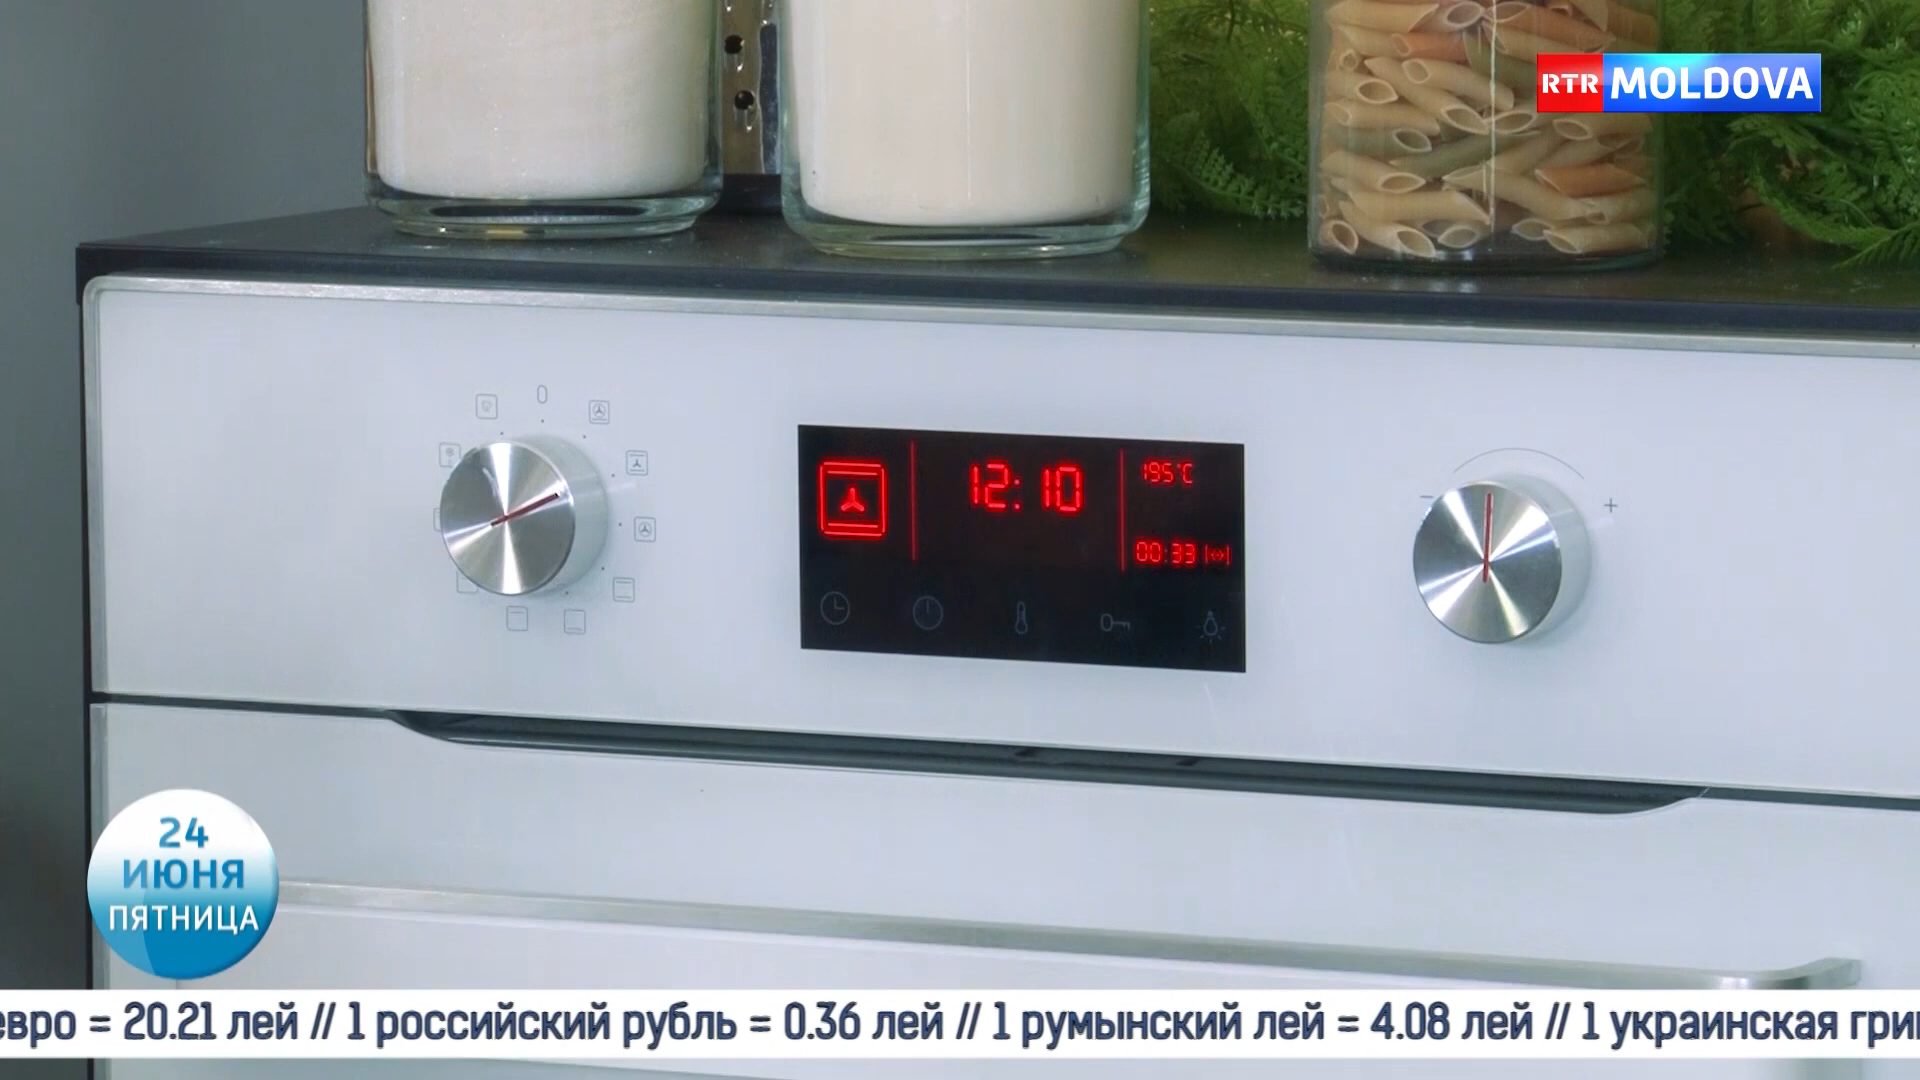 RTR MOLDOVA
0
12:10
195°C
00:33
- +
24
ИЮНЯ
ПЯТНИЦА
евро = 20.21 лей // 1 российский рубль = 0.36 лей // 1 румынский лей = 4.08 лей // 1 украинская